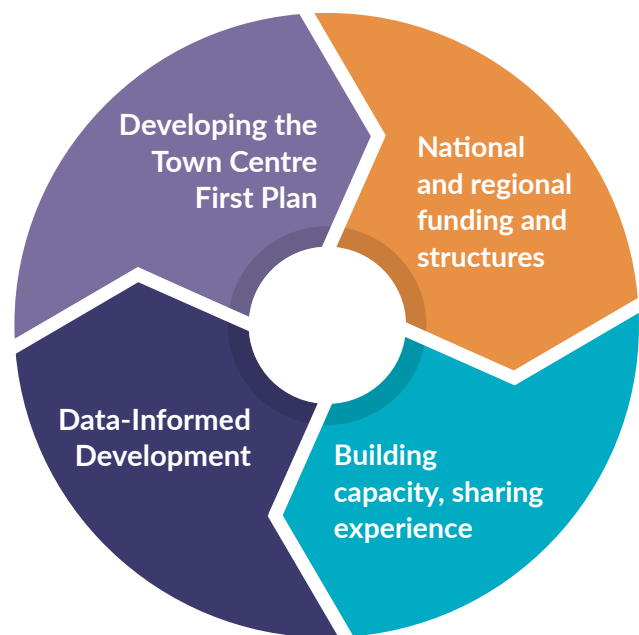 Developing the
Town Centre
First Plan
National
and regional
funding and
structures
Building
capacity, sharing
experience
Data-Informed
Development